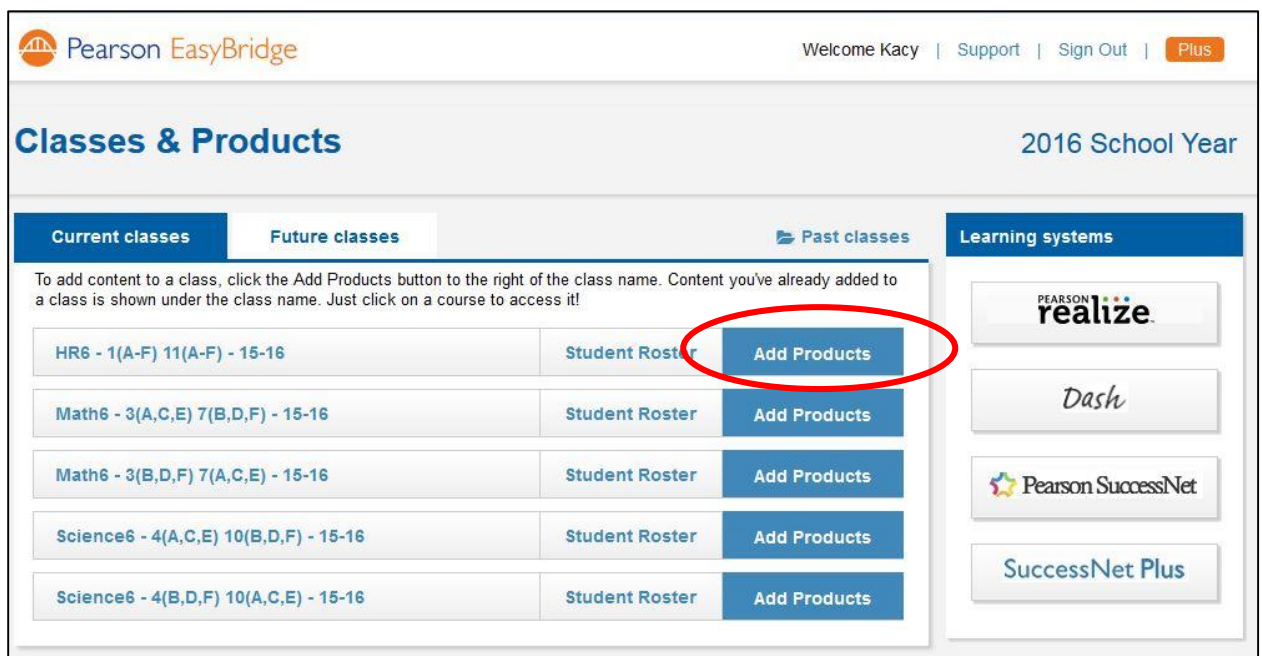 Pearson EasyBridge
Welcome Kacy | Support | Sign Out | Plus
Classes & Products
2016 School Year
Current classes
Future classes
Past classes
Learning systems
To add content to a class, click the Add Products button to the right of the class name. Content you've already added to
a class is shown under the class name. Just click on a course to access it!
HR6 - 1(A-F) 11(A-F) - 15-16
Student Roster
Add Products
Math6 - 3(A,C,E) 7(B,D,F) - 15-16
Student Roster
Add Products
Math6 - 3(B,D,F) 7(A,C,E) - 15-16
Student Roster
Add Products
Science6 - 4(A,C,E) 10(B,D,F) - 15-16
Student Roster
Add Products
Science6 - 4(B,D,F) 10(A,C,E) - 15-16
Student Roster
Add Products
PEARSON
realize™
Dash
Pearson SuccessNet
SuccessNet Plus